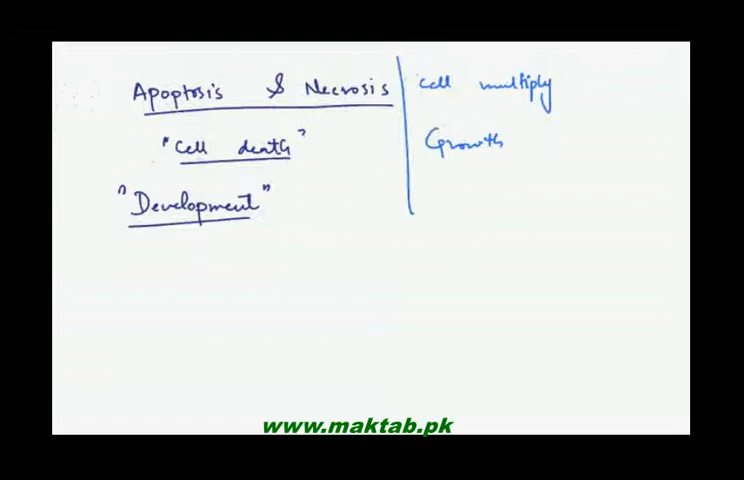 Apoptosis & Necrosis
"Cell death"
"Development"
cell multiply
Growth
www.maktab.pk